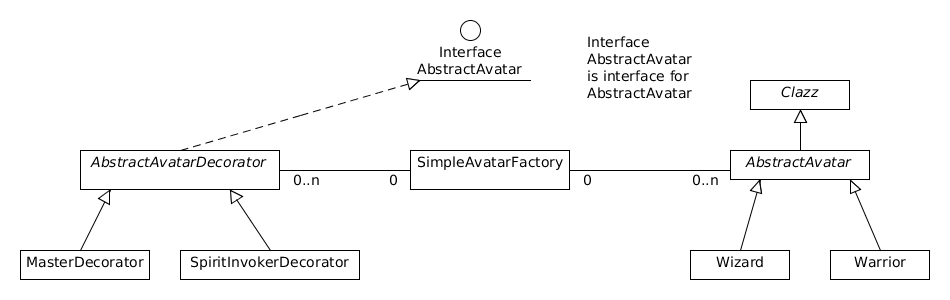 Interface
AbstractAvatar
Interface
AbstractAvatar
is interface for
AbstractAvatar
Clazz
AbstractAvatarDecorator
SimpleAvatarFactory
AbstractAvatar
0..n
0
0
0..n
MasterDecorator
SpiritInvokerDecorator
Wizard
Warrior